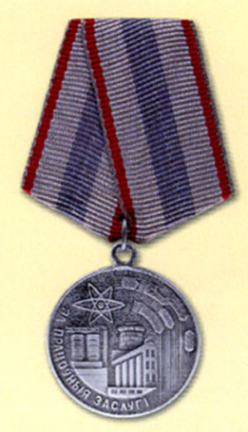 ЗА ПРАЦОЎНЫЯ ЗАСЛУГІ